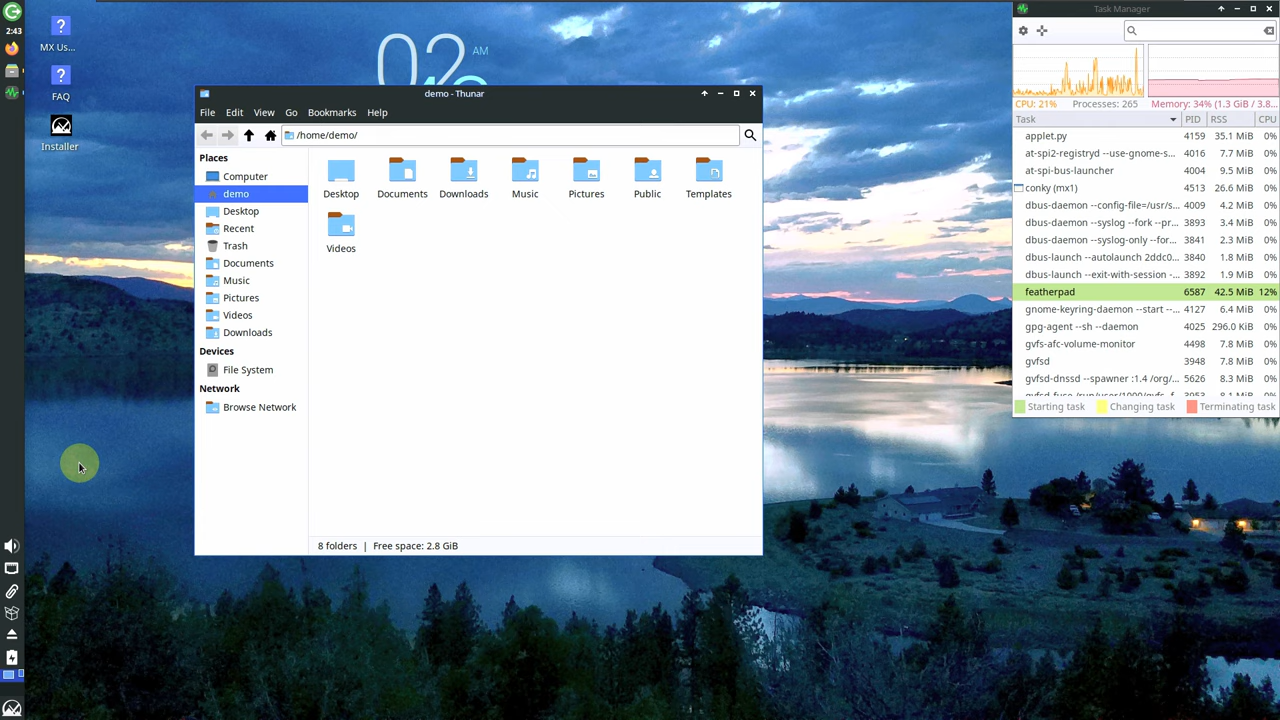 2:43
MX Us...
FAQ
Installer
02
AM
demo - Thunar
File Edit View Go Bookmarks Help
/home/demo/
Places
Computer
demo
Desktop
Recent
Trash
Documents
Music
Pictures
Videos
Downloads
Devices
File System
Network
Browse Network
Desktop Documents Downloads Music Pictures Public Templates
Videos
8 folders | Free space: 2.8 GiB
Task Manager
CPU: 21% Processes: 265 Memory: 34% (1.3 GiB / 3.8...
Task PID RSS CPU
applet.py 4159 35.1 MiB 0%
at-spi2-registryd --use-gnome-s... 4016 7.7 MiB 0%
at-spi-bus-launcher 4004 9.5 MiB 0%
conky (mx1) 4513 26.6 MiB 0%
dbus-daemon --config-file=/usr/s... 4009 4.2 MiB 0%
dbus-daemon --syslog --fork --pr... 3893 3.4 MiB 0%
dbus-daemon --syslog-only --for... 3841 2.3 MiB 0%
dbus-launch --autolaunch 2ddc0... 3840 1.8 MiB 0%
dbus-launch --exit-with-session -... 3892 1.9 MiB 0%
featherpad 6587 42.5 MiB 12%
gnome-keyring-daemon --start --... 4127 6.4 MiB 0%
gpg-agent --sh --daemon 4025 296.0 KiB 0%
gvfs-afc-volume-monitor 4498 7.8 MiB 0%
gvfsd 3948 7.8 MiB 0%
gvfsd-dnssd --spawner :1.4 /org/... 5626 8.3 MiB 0%
Starting task Changing task Terminating task